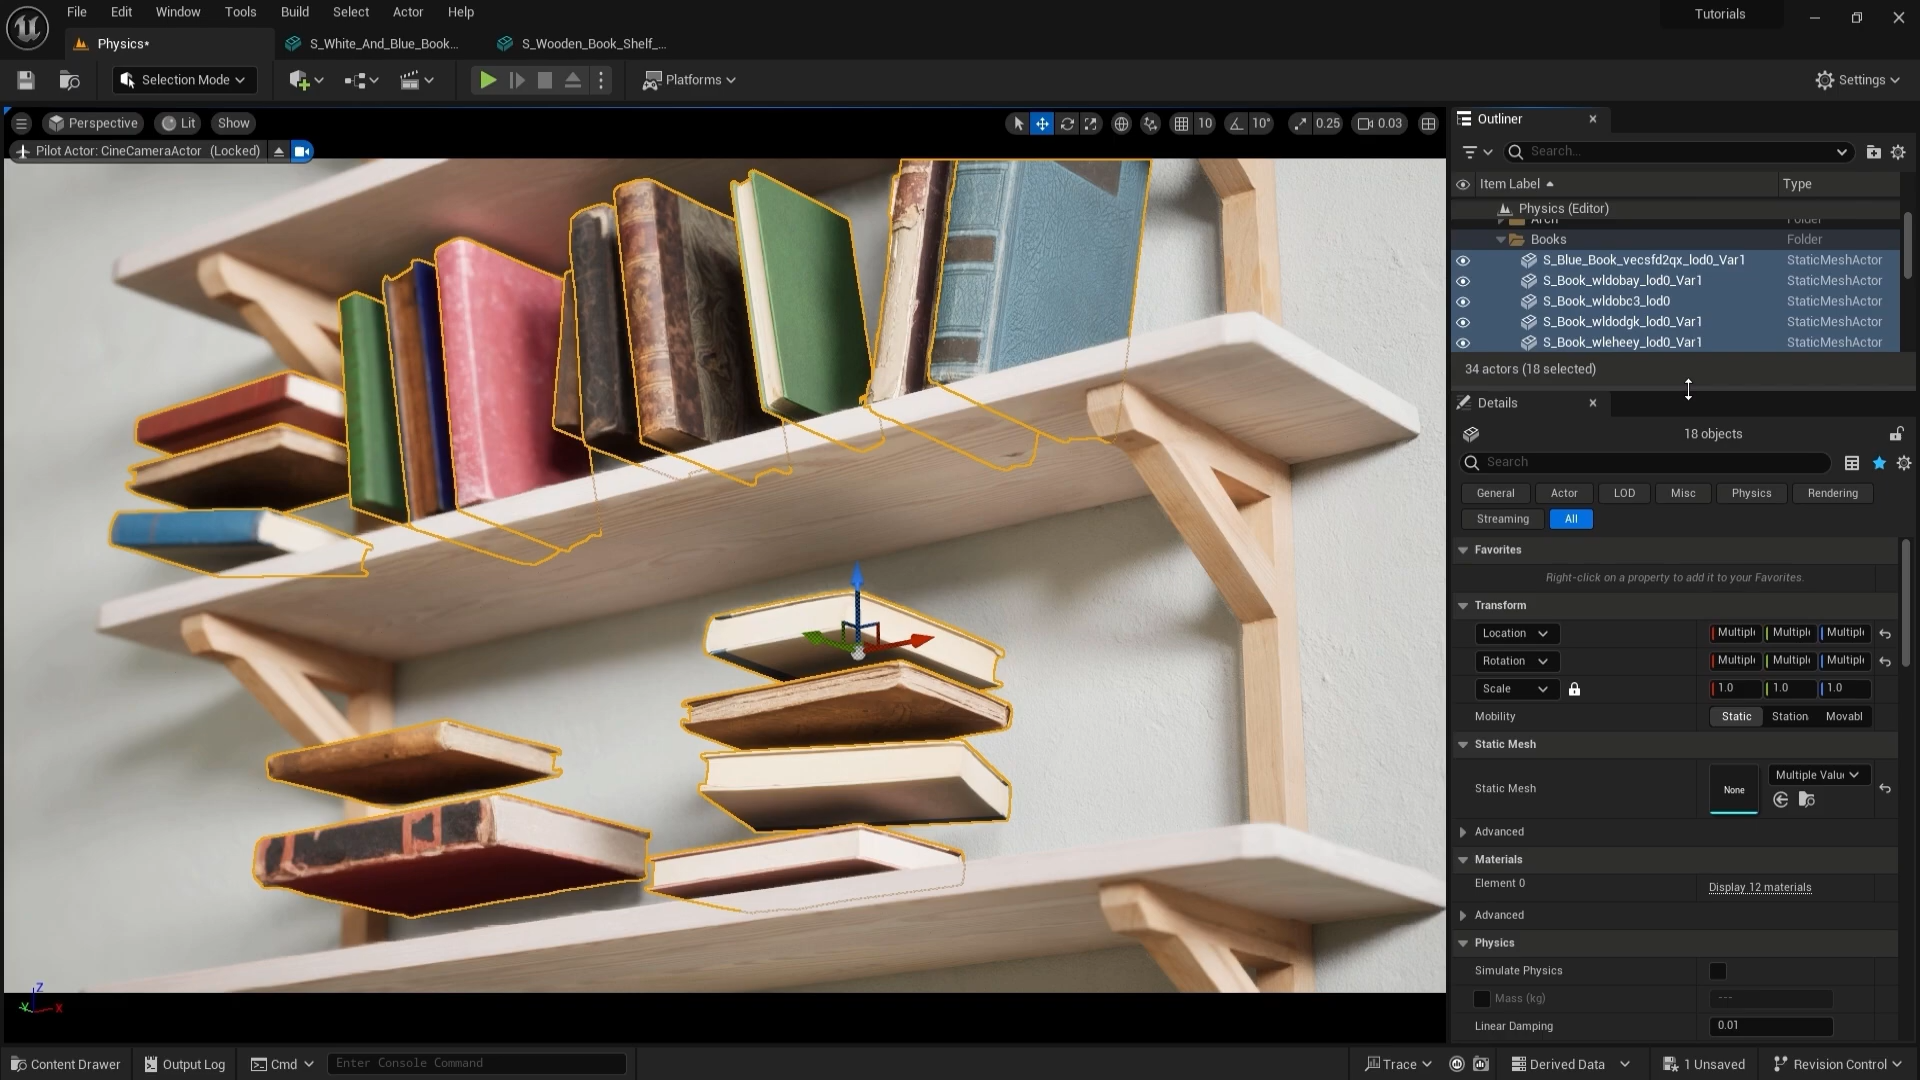 File Edit Window Tools Build Select Actor Help
Tutorials
Physics*
S_White_And_Blue_Book...
S_Wooden_Book_Shelf_...
Selection Mode
Platforms
Settings
Perspective
Lit
Show
10
10°
0.25
0.03
Pilot Actor: CineCameraActor (Locked)
Outliner
Search...
Item Label
Type
Physics (Editor)
Arch
Folder
Books
Folder
S_Blue_Book_vecsfd2qx_lod0_Var1
StaticMeshActor
S_Book_wldobay_lod0_Var1
StaticMeshActor
S_Book_wldobc3_lod0
StaticMeshActor
S_Book_wldodgk_lod0_Var1
StaticMeshActor
S_Book_wleheey_lod0_Var1
StaticMeshActor
34 actors (18 selected)
Details
18 objects
Search
General Actor LOD Misc Physics Rendering
Streaming All
Favorites
Right-click on a property to add it to your Favorites.
Transform
Location
Multipl Multipl Multipl
Rotation
Multipl Multipl Multipl
Scale
1.0 1.0 1.0
Mobility
Static Station Movabl
Static Mesh
Static Mesh
None
Multiple Valu
Advanced
Materials
Element 0
Display 12 materials
Advanced
Physics
Simulate Physics
Mass (kg)
---
Linear Damping
0.01
Z
Y
X
Content Drawer
Output Log
Cmd
Enter Console Command
Trace
Derived Data
1 Unsaved
Revision Control